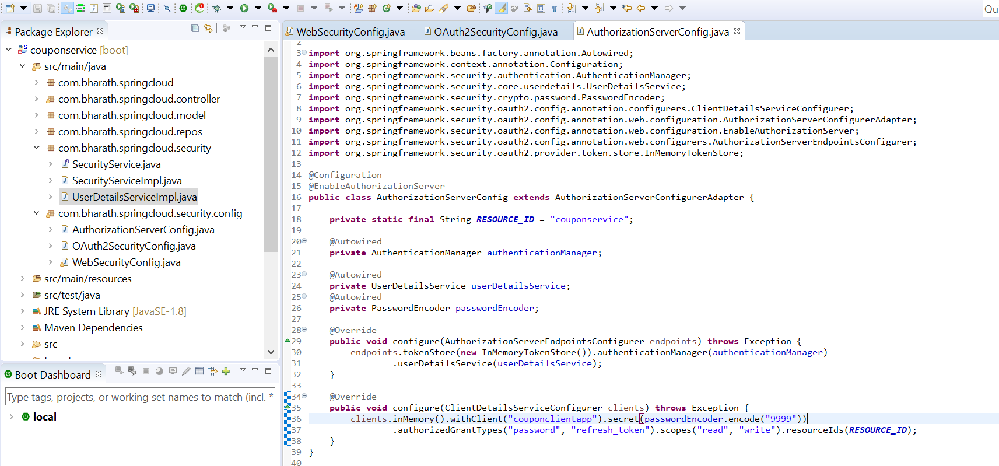 Qu
Package Explorer
couponservice [boot]
src/main/java
com.bharath.springcloud
com.bharath.springcloud.controller
com.bharath.springcloud.model
com.bharath.springcloud.repos
com.bharath.springcloud.security
SecurityService.java
SecurityServiceImpl.java
UserDetailsServiceImpl.java
com.bharath.springcloud.security.config
AuthorizationServerConfig.java
OAuth2SecurityConfig.java
WebSecurityConfig.java
src/main/resources
src/test/java
JRE System Library [JavaSE-1.8]
Maven Dependencies
src
Boot Dashboard
Type tags, projects, or working set names to match (incl. *
local
WebSecurityConfig.java OAuth2SecurityConfig.java AuthorizationServerConfig.java
2
3 import org.springframework.beans.factory.annotation.Autowired;
4 import org.springframework.context.annotation.Configuration;
5 import org.springframework.security.authentication.AuthenticationManager;
6 import org.springframework.security.core.userdetails.UserDetailsService;
7 import org.springframework.security.crypto.password.PasswordEncoder;
8 import org.springframework.security.oauth2.config.annotation.configurers.ClientDetailsServiceConfigurer;
9 import org.springframework.security.oauth2.config.annotation.web.configuration.AuthorizationServerConfigurerAdapter;
10 import org.springframework.security.oauth2.config.annotation.web.configuration.EnableAuthorizationServer;
11 import org.springframework.security.oauth2.config.annotation.web.configurers.AuthorizationServerEndpointsConfigurer;
12 import org.springframework.security.oauth2.provider.token.store.InMemoryTokenStore;
13
14 @Configuration
15 @EnableAuthorizationServer
16 public class AuthorizationServerConfig extends AuthorizationServerConfigurerAdapter {
17
18 private static final String RESOURCE_ID = "couponservice";
19
20 @Autowired
21 private AuthenticationManager authenticationManager;
22
23 @Autowired
24 private UserDetailsService userDetailsService;
25 @Autowired
26 private PasswordEncoder passwordEncoder;
27
28 @Override
29 public void configure(AuthorizationServerEndpointsConfigurer endpoints) throws Exception {
30 endpoints.tokenStore(new InMemoryTokenStore()).authenticationManager(authenticationManager)
31 .userDetailsService(userDetailsService);
32 }
33
34 @Override
35 public void configure(ClientDetailsServiceConfigurer clients) throws Exception {
36 clients.inMemory().withClient("couponclientapp").secret(passwordEncoder.encode("9999"))
37 .authorizedGrantTypes("password", "refresh_token").scopes("read", "write").resourceIds(RESOURCE_ID);
38 }
39 }
40